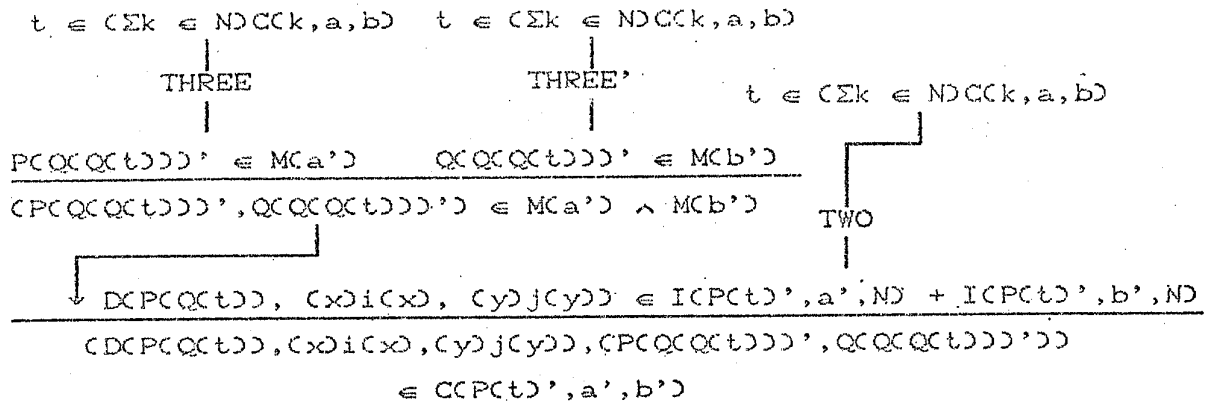 t ∈ (Σk ∈ N)C(k,a,b) t ∈ (Σk ∈ N)C(k,a,b)
THREE THREE'
t ∈ (Σk ∈ N)C(k,a,b)
P(Q(Q(t)))' ∈ M(a') Q(Q(Q(t)))' ∈ M(b')
(P(Q(Q(t)))',Q(Q(Q(t)))') ∈ M(a') ∧ M(b')
TWO
D(P(Q(t)), (x)i(x), (y)j(y)) ∈ I(P(t)',a',N) + I(P(t)',b',N)
(D(P(Q(t)),(x)i(x),(y)j(y)),(P(Q(Q(t)))',Q(Q(Q(t)))'))
∈ C(P(t)',a',b')